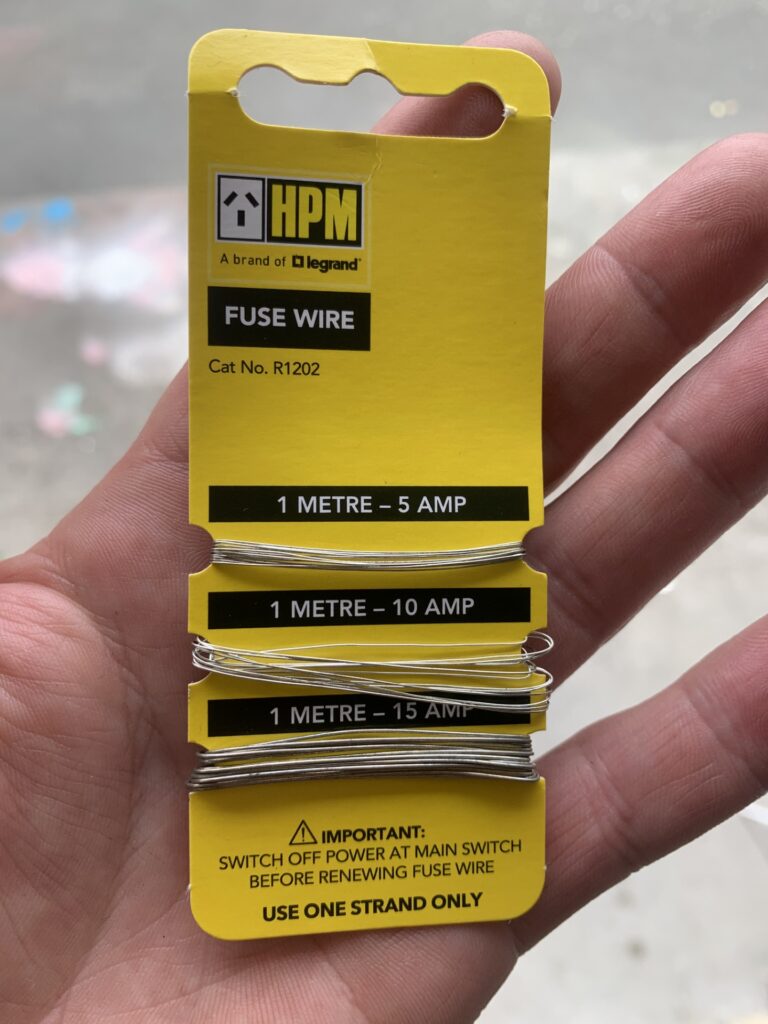 HPM
A brand of legrand®
FUSE WIRE
Cat No. R1202
1 METRE – 5 AMP
1 METRE – 10 AMP
1 METRE – 15 AMP
IMPORTANT:
SWITCH OFF POWER AT MAIN SWITCH
BEFORE RENEWING FUSE WIRE
USE ONE STRAND ONLY